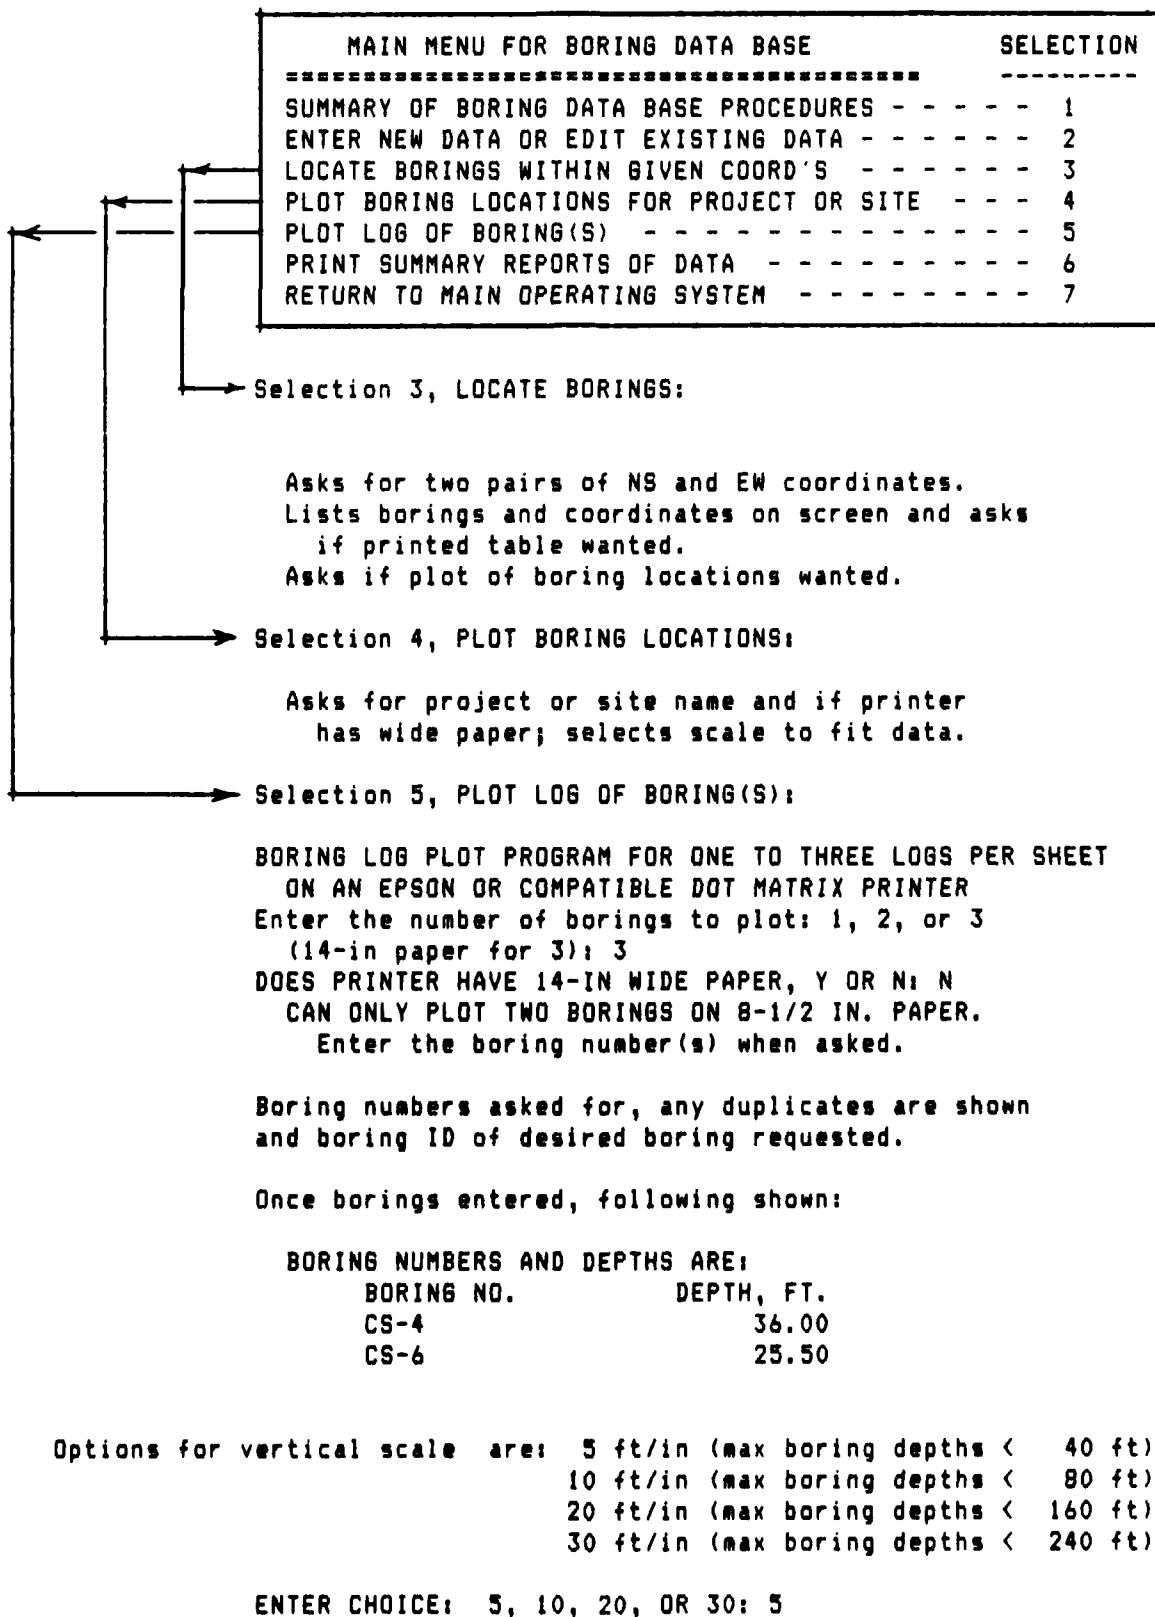 MAIN MENU FOR BORING DATA BASE SELECTION
========================================= ---------
SUMMARY OF BORING DATA BASE PROCEDURES - - - - - 1
ENTER NEW DATA OR EDIT EXISTING DATA - - - - - - 2
LOCATE BORINGS WITHIN GIVEN COORD'S - - - - - - 3
PLOT BORING LOCATIONS FOR PROJECT OR SITE - - - 4
PLOT LOG OF BORING(S) - - - - - - - - - - - - - 5
PRINT SUMMARY REPORTS OF DATA - - - - - - - - - 6
RETURN TO MAIN OPERATING SYSTEM - - - - - - - - 7
Selection 3, LOCATE BORINGS:
Asks for two pairs of NS and EW coordinates.
Lists borings and coordinates on screen and asks
if printed table wanted.
Asks if plot of boring locations wanted.
Selection 4, PLOT BORING LOCATIONS:
Asks for project or site name and if printer
has wide paper; selects scale to fit data.
Selection 5, PLOT LOG OF BORING(S):
BORING LOG PLOT PROGRAM FOR ONE TO THREE LOGS PER SHEET
ON AN EPSON OR COMPATIBLE DOT MATRIX PRINTER
Enter the number of borings to plot: 1, 2, or 3
(14-in paper for 3): 3
DOES PRINTER HAVE 14-IN WIDE PAPER, Y OR N: N
CAN ONLY PLOT TWO BORINGS ON 8-1/2 IN. PAPER.
Enter the boring number(s) when asked.
Boring numbers asked for, any duplicates are shown
and boring ID of desired boring requested.
Once borings entered, following shown:
BORING NUMBERS AND DEPTHS ARE:
BORING NO. DEPTH, FT.
CS-4 36.00
CS-6 25.50
Options for vertical scale are: 5 ft/in (max boring depths < 40 ft)
10 ft/in (max boring depths < 80 ft)
20 ft/in (max boring depths < 160 ft)
30 ft/in (max boring depths < 240 ft)
ENTER CHOICE: 5, 10, 20, OR 30: 5